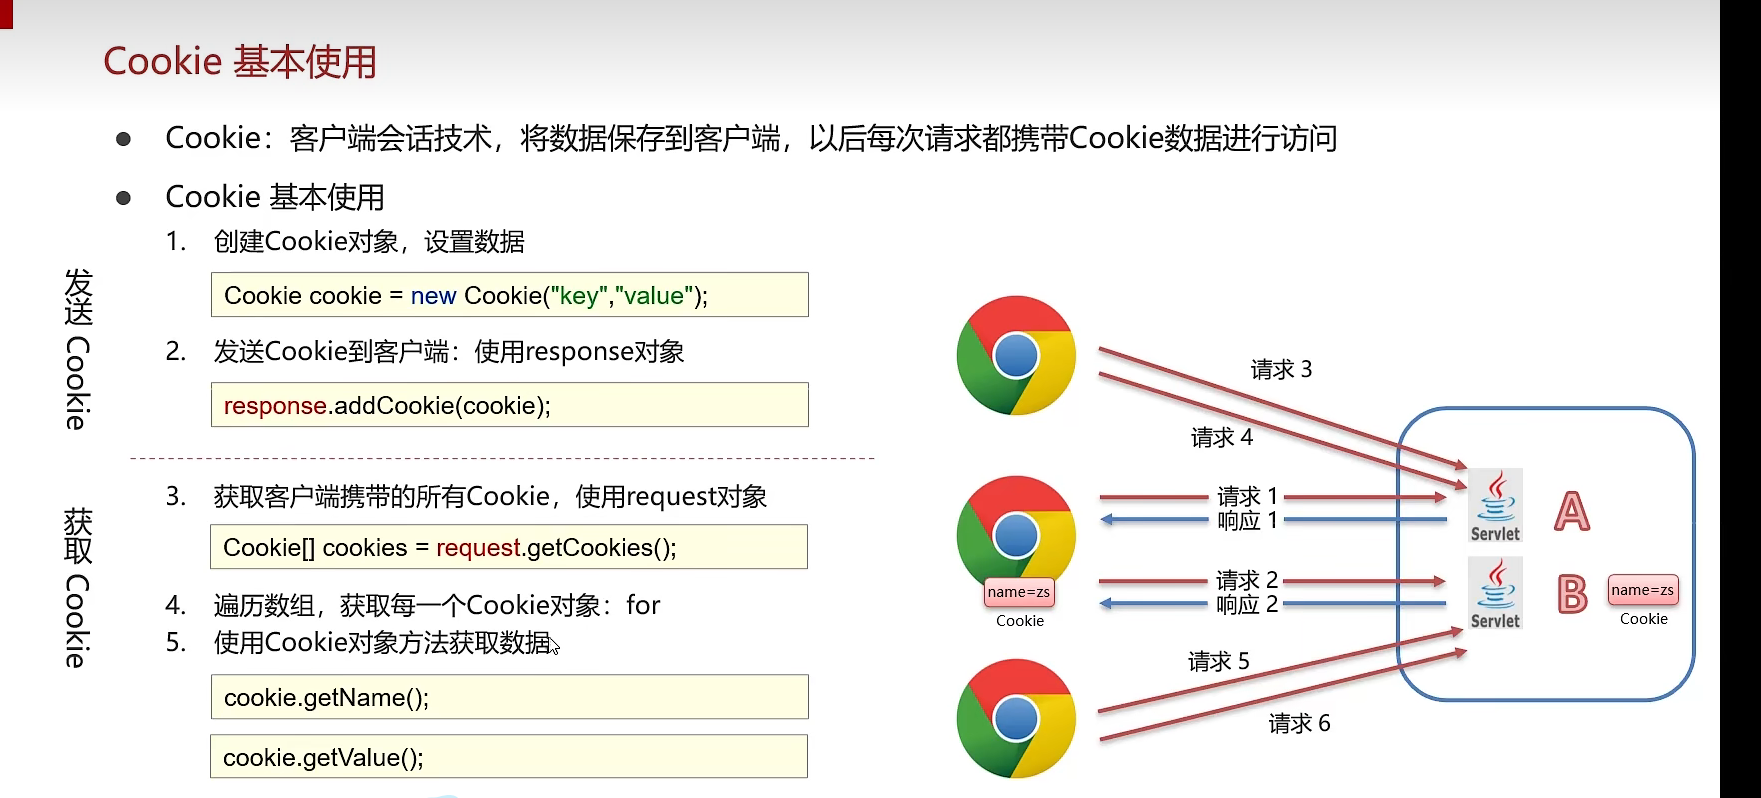 Cookie 基本使用
● Cookie：客户端会话技术，将数据保存到客户端，以后每次请求都携带Cookie数据进行访问
● Cookie 基本使用
发送 Cookie
1. 创建Cookie对象，设置数据
Cookie cookie = new Cookie("key","value");
2. 发送Cookie到客户端：使用response对象
response.addCookie(cookie);
获取 Cookie
3. 获取客户端携带的所有Cookie，使用request对象
Cookie[] cookies = request.getCookies();
4. 遍历数组，获取每一个Cookie对象：for
5. 使用Cookie对象方法获取数据
cookie.getName();
cookie.getValue();
请求 3
请求 4
请求 1
响应 1
Servlet
A
请求 2
响应 2
name=zs
Cookie
Servlet
B
name=zs
Cookie
请求 5
请求 6